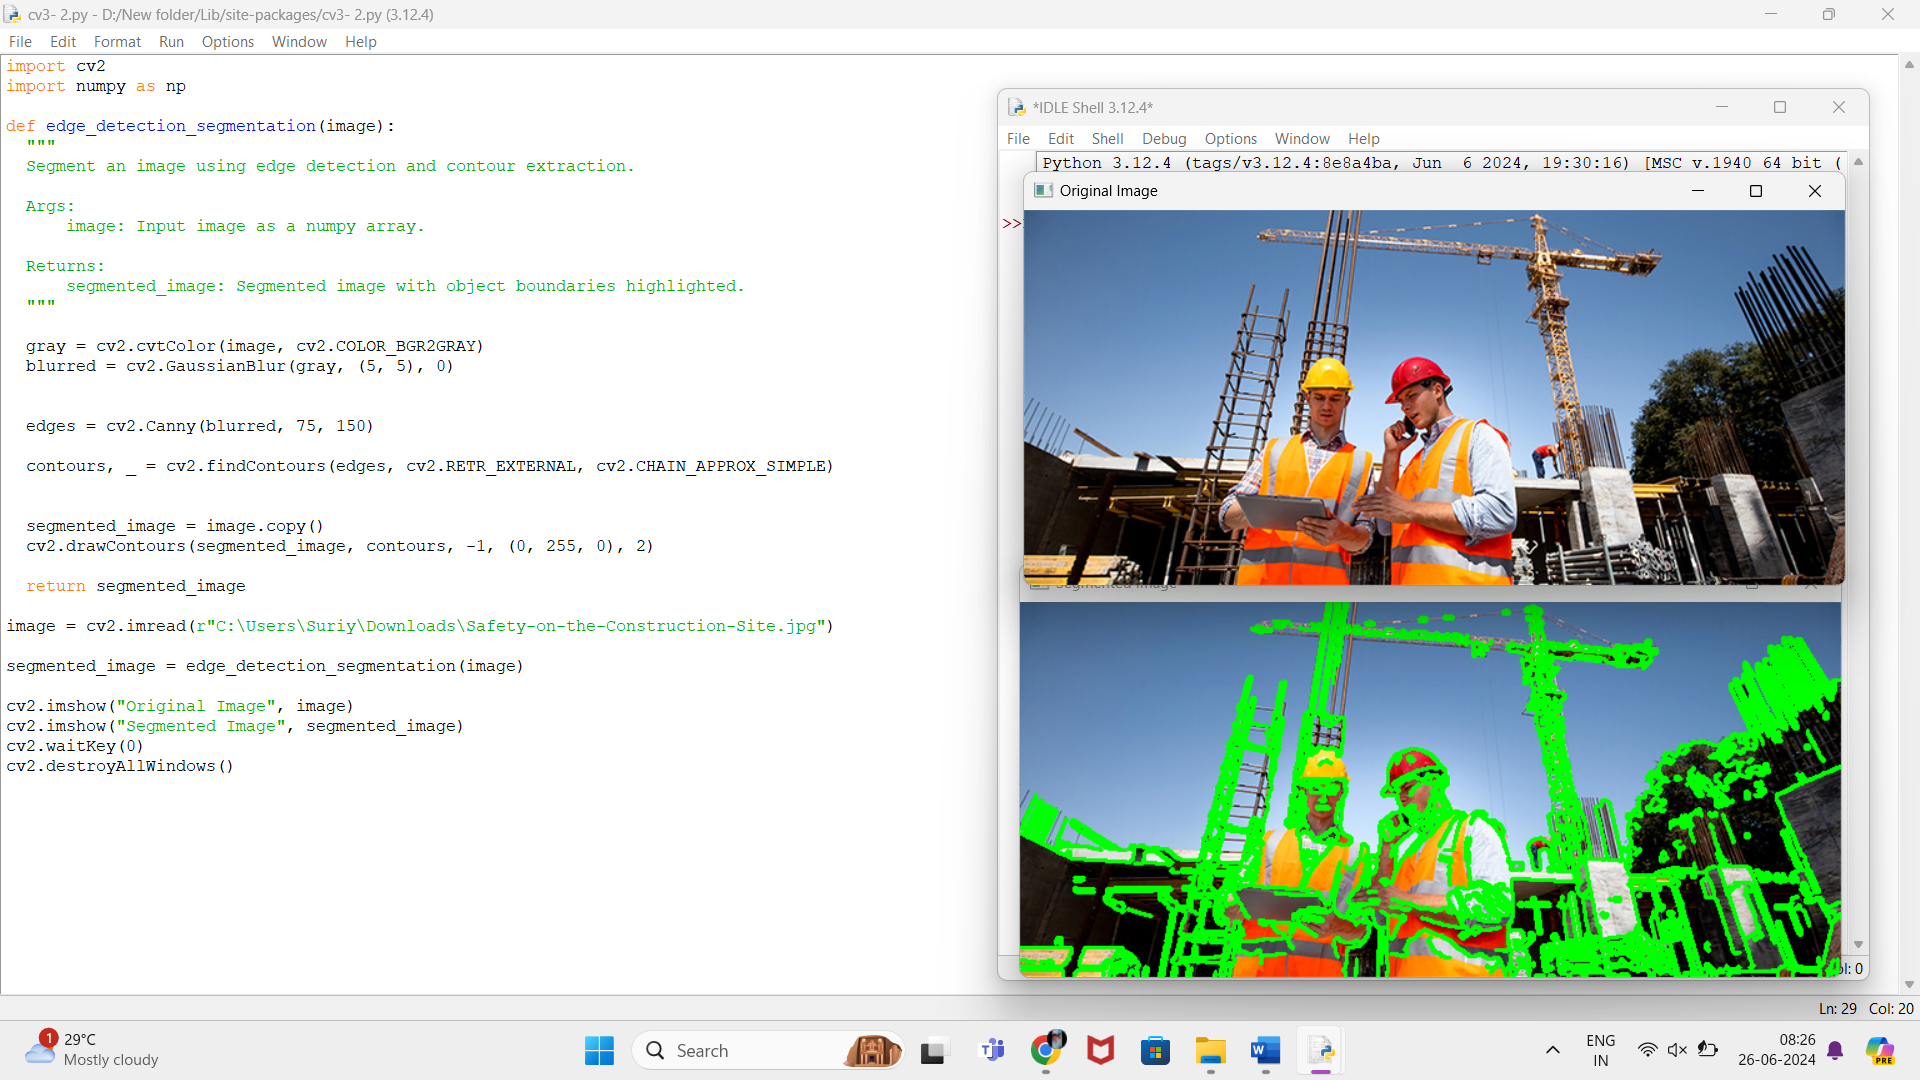 cv3- 2.py - D:/New folder/Lib/site-packages/cv3- 2.py (3.12.4)
File Edit Format Run Options Window Help
import cv2
import numpy as np
def edge_detection_segmentation(image):
"""
Segment an image using edge detection and contour extraction.
Args:
image: Input image as a numpy array.
Returns:
segmented_image: Segmented image with object boundaries highlighted.
"""
gray = cv2.cvtColor(image, cv2.COLOR_BGR2GRAY)
blurred = cv2.GaussianBlur(gray, (5, 5), 0)
edges = cv2.Canny(blurred, 75, 150)
contours, _ = cv2.findContours(edges, cv2.RETR_EXTERNAL, cv2.CHAIN_APPROX_SIMPLE)
segmented_image = image.copy()
cv2.drawContours(segmented_image, contours, -1, (0, 255, 0), 2)
return segmented_image
image = cv2.imread(r"C:\Users\Suriy\Downloads\Safety-on-the-Construction-Site.jpg")
segmented_image = edge_detection_segmentation(image)
cv2.imshow("Original Image", image)
cv2.imshow("Segmented Image", segmented_image)
cv2.waitKey(0)
cv2.destroyAllWindows()
*IDLE Shell 3.12.4*
File Edit Shell Debug Options Window Help
Python 3.12.4 (tags/v3.12.4:8e8a4ba, Jun 6 2024, 19:30:16) [MSC v.1940 64 bit (
>>
Original Image
Segmented Image
Ln: 29 Col: 20
1
29°C
Mostly cloudy
Search
ENG
IN
08:26
26-06-2024
PRE